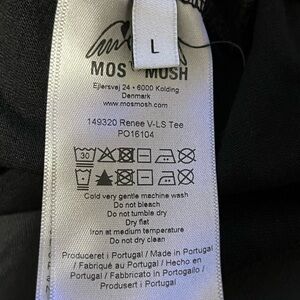 L
MOS MOSH
Ejlersvej 24 • 6000 Kolding
Denmark
www.mosmosh.com
149320 Renee V-LS Tee
PO16104
30
Cold very gentle machine wash
Do not bleach
Do not tumble dry
Dry flat
Iron at medium temperature
Do not dry clean
Produceret i Portugal / Made in Portugal
/ Fabriqué au Portugal / Hecho en
Portugal / Fabbricato in Portogallo /
Produsert i Portugal